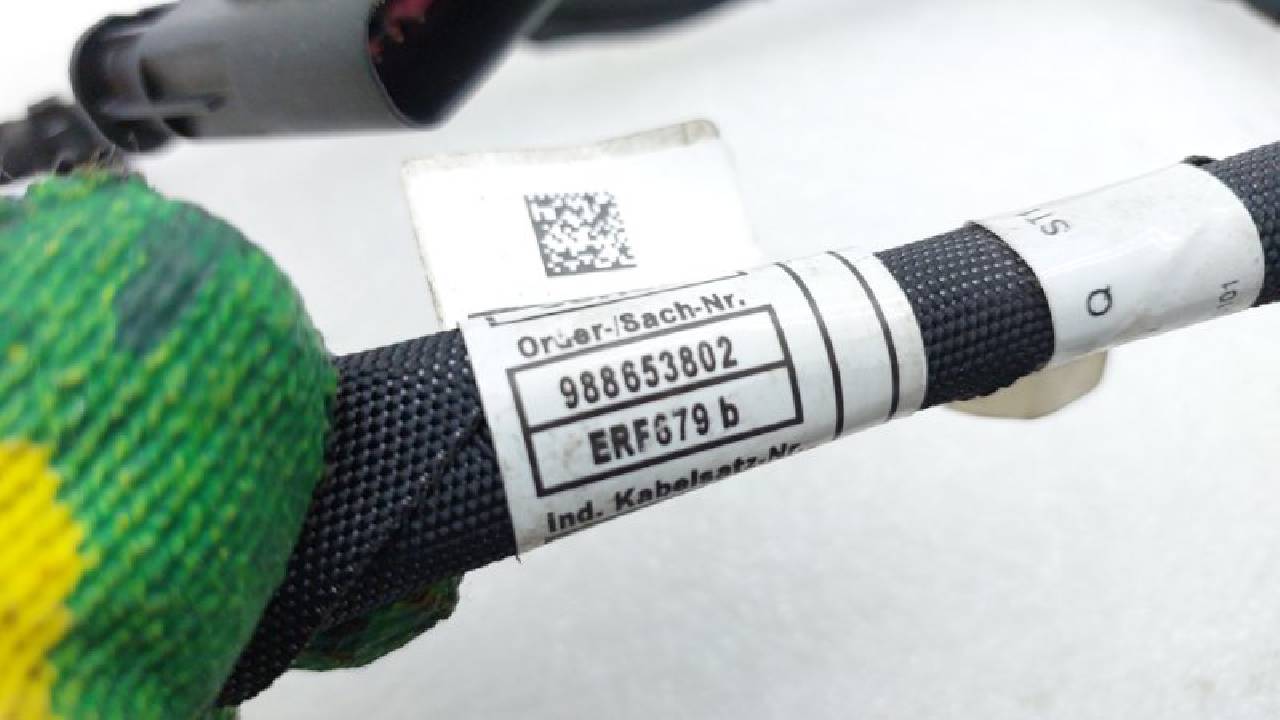 Order-/Sach-Nr.
988653802
ERF679 b
Ind. Kabelsatz-Nr.
Q